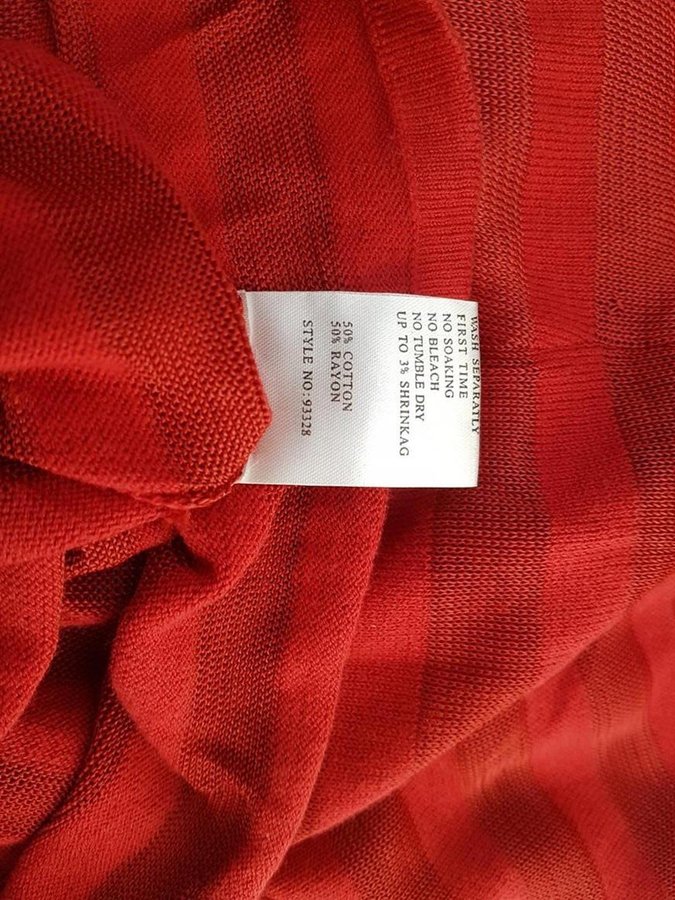 WASH SEPARATLY
FIRST TIME
NO SOAKING
NO BLEACH
NO TUMBLE DRY
UP TO 3% SHRINKAG
50% COTTON
50% RAYON
STYLE NO:93328